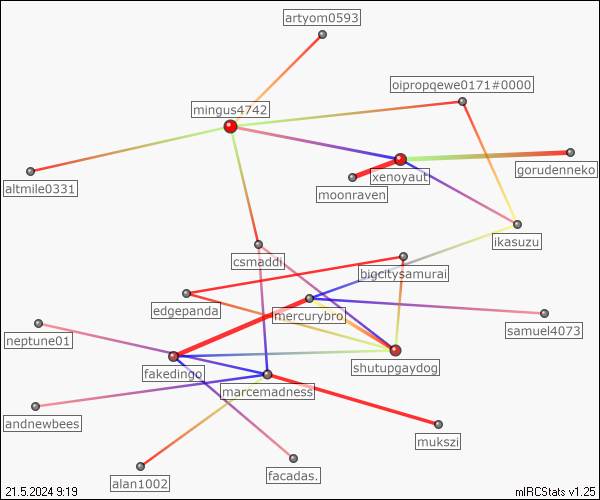 artyom0593
oipropqewe0171#0000
mingus4742
gorudenneko
xenoyaut
altmile0331
moonraven
ikasuzu
csmaddi
bigcitysamurai
edgepanda
mercurybro
samuel4073
neptune01
fakedingo
shutupgaydog
marcemadness
andnewbees
mukszi
facadas.
alan1002
21.5.2024 9:19
mIRCStats v1.25